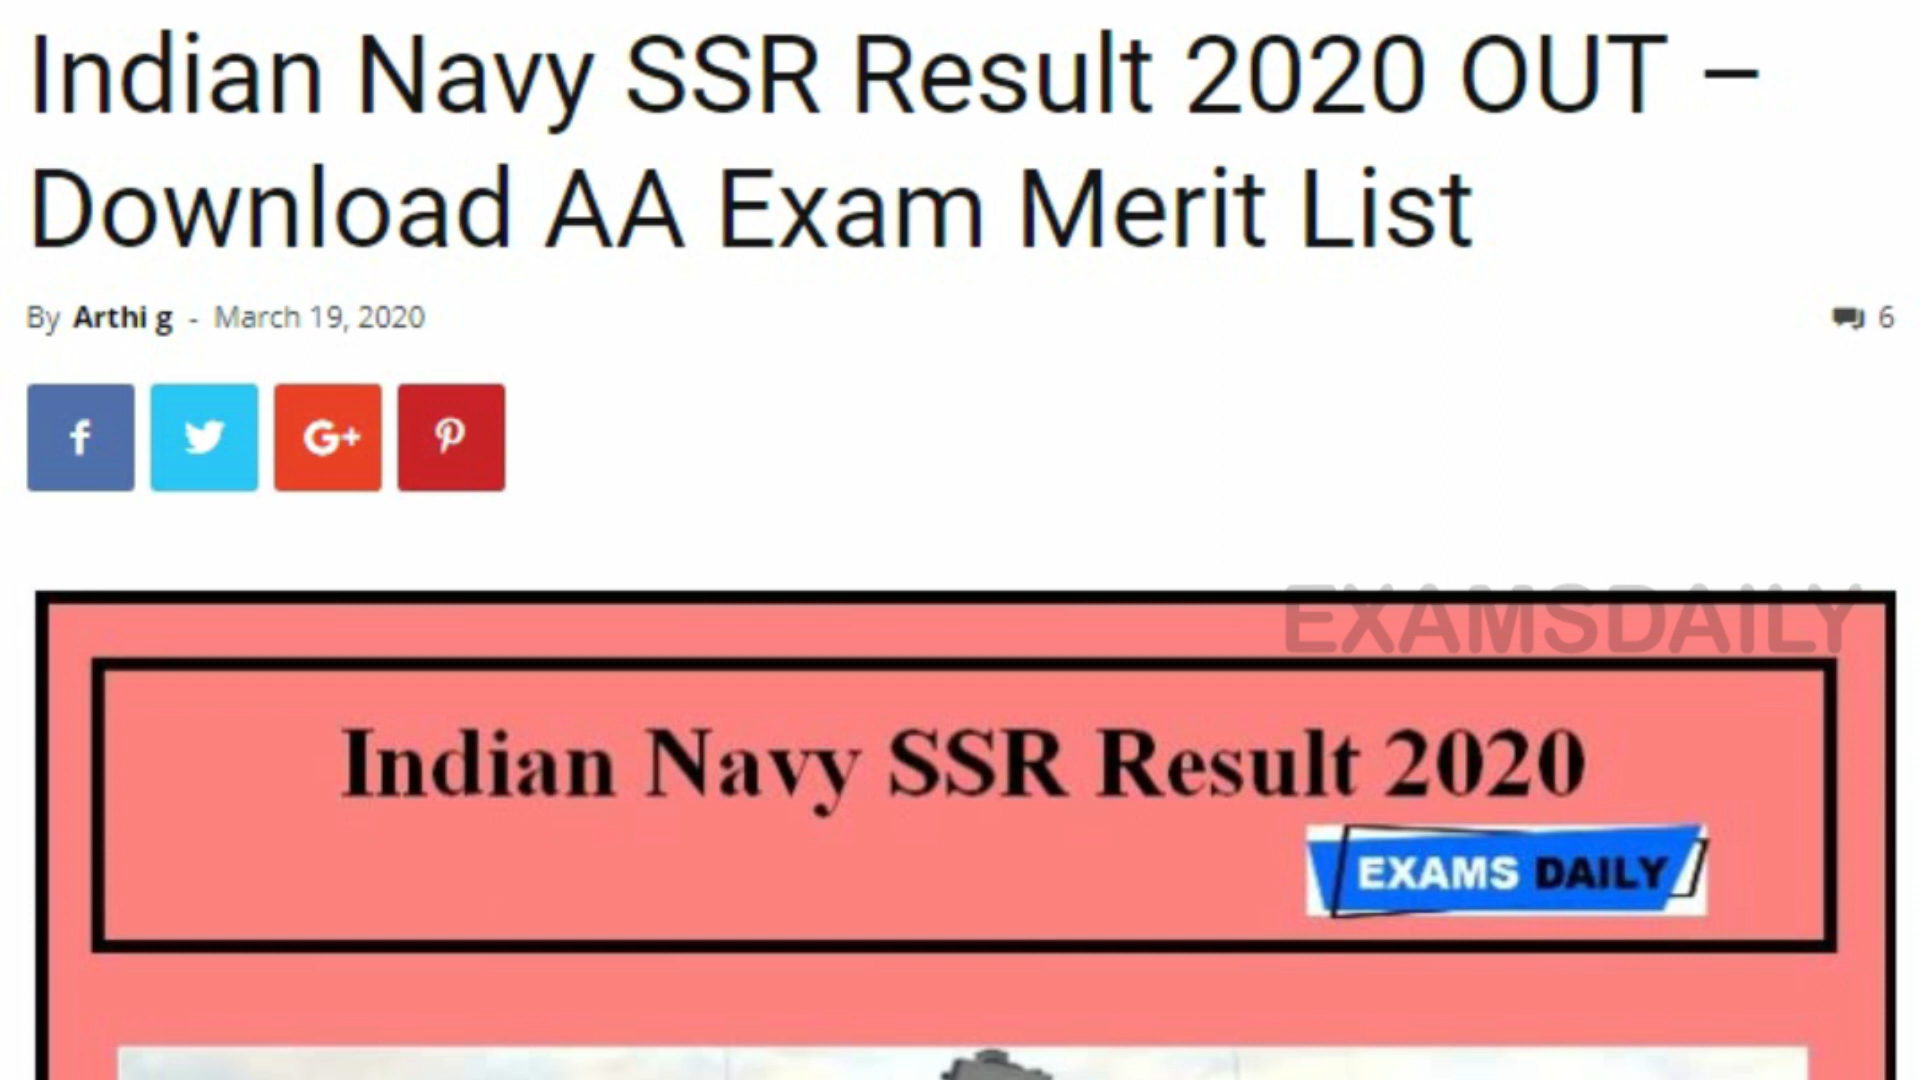 Indian Navy SSR Result 2020 OUT –
Download AA Exam Merit List
By Arthi g - March 19, 2020
6
f
G+
EXAMSDAILY
Indian Navy SSR Result 2020
EXAMS DAILY